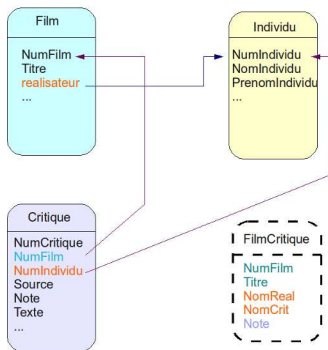 Film
NumFilm
Titre
realisateur
...
Individu
NumIndividu
NomIndividu
PrenomIndividu
...
Critique
NumCritique
NumFilm
NumIndividu
Source
Note
Texte
...
FilmCritique
NumFilm
Titre
NomReal
NomCrit
Note